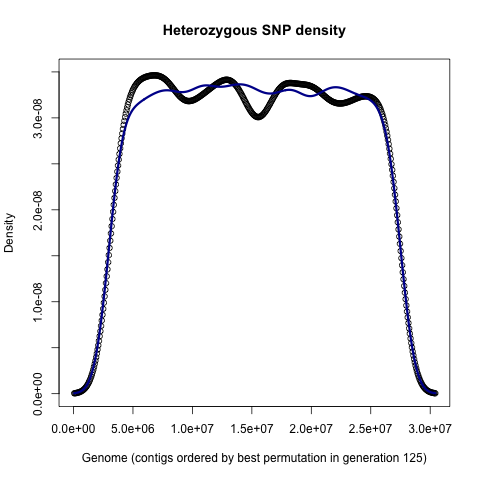 Heterozygous SNP density
Density
3.0e-08
2.0e-08
1.0e-08
0.0e+00
0.0e+00 5.0e+06 1.0e+07 1.5e+07 2.0e+07 2.5e+07 3.0e+07
Genome (contigs ordered by best permutation in generation 125)